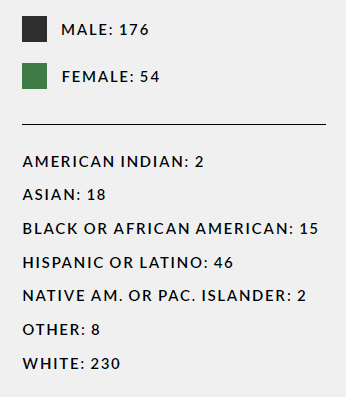 MALE: 176
FEMALE: 54
AMERICAN INDIAN: 2
ASIAN: 18
BLACK OR AFRICAN AMERICAN: 15
HISPANIC OR LATINO: 46
NATIVE AM. OR PAC. ISLANDER: 2
OTHER: 8
WHITE: 230